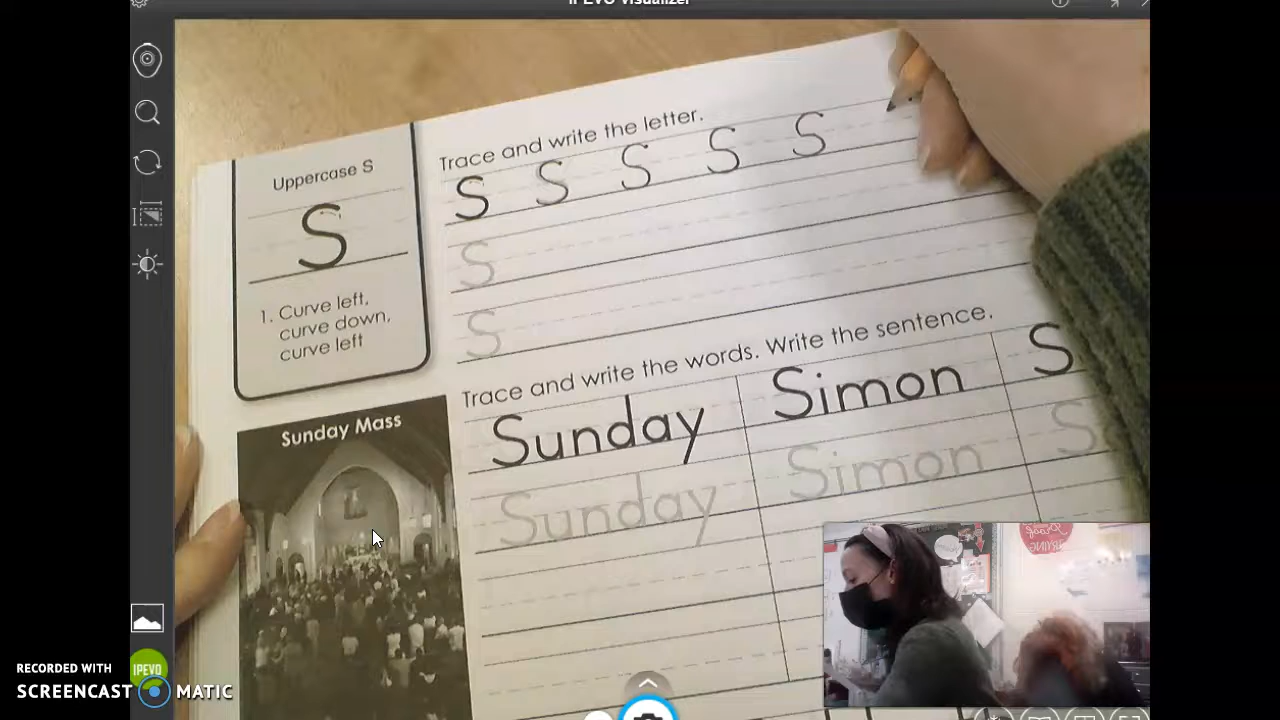 IPEVO Visualizer
Uppercase S
S
1. Curve left,
curve down,
curve left
Trace and write the letter.
S S S S S
S
S
Trace and write the words. Write the sentence.
Sunday Simon S
Sunday Simon S
Sunday Mass
RECORDED WITH
SCREENCAST MATIC
IPEVO